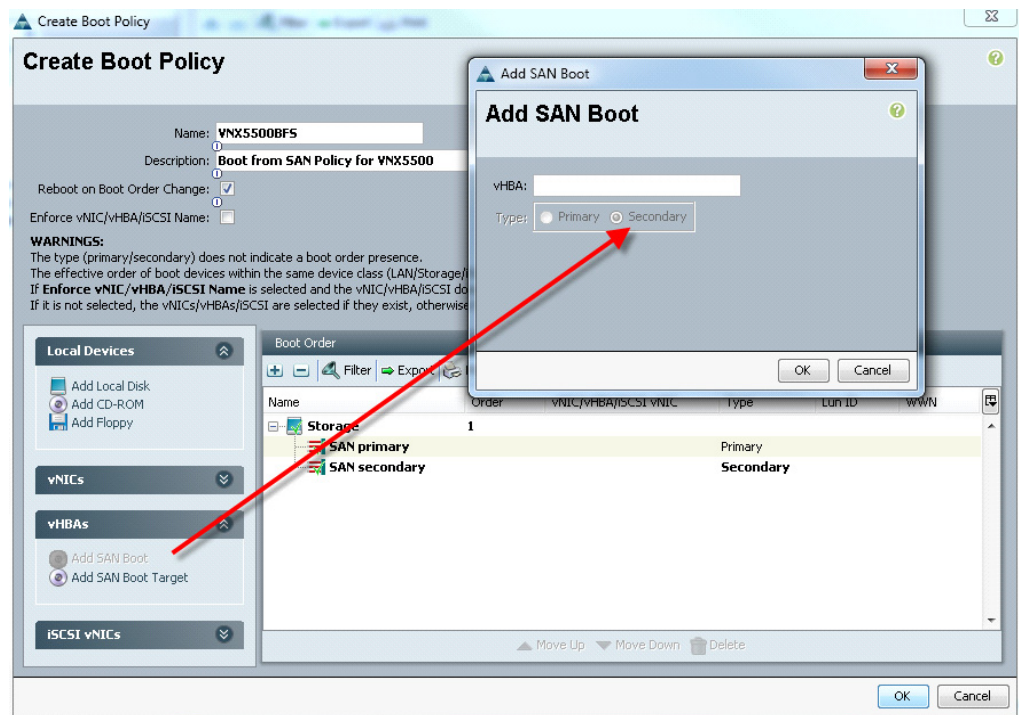 Create Boot Policy
Create Boot Policy
Name: VNX5500BFS
Description: Boot from SAN Policy for VNX5500
Reboot on Boot Order Change:
Enforce vNIC/vHBA/iSCSI Name:
WARNINGS:
The type (primary/secondary) does not indicate a boot order presence.
The effective order of boot devices within the same device class (LAN/Storage/
If Enforce vNIC/vHBA/iSCSI Name is selected and the vNIC/vHBA/iSCSI do
If it is not selected, the vNICs/vHBAs/iSCSI are selected if they exist, otherwise
Add SAN Boot
Add SAN Boot
vHBA:
Type: Primary Secondary
OK Cancel
Local Devices
Add Local Disk
Add CD-ROM
Add Floppy
vNICs
vHBAs
Add SAN Boot
Add SAN Boot Target
iSCSI vNICs
Boot Order
Filter Export
Name Order vNIC/vHBA/iSCSI vNIC Type Lun ID WWN
Storage 1
SAN primary Primary
SAN secondary Secondary
Move Up Move Down Delete
OK Cancel